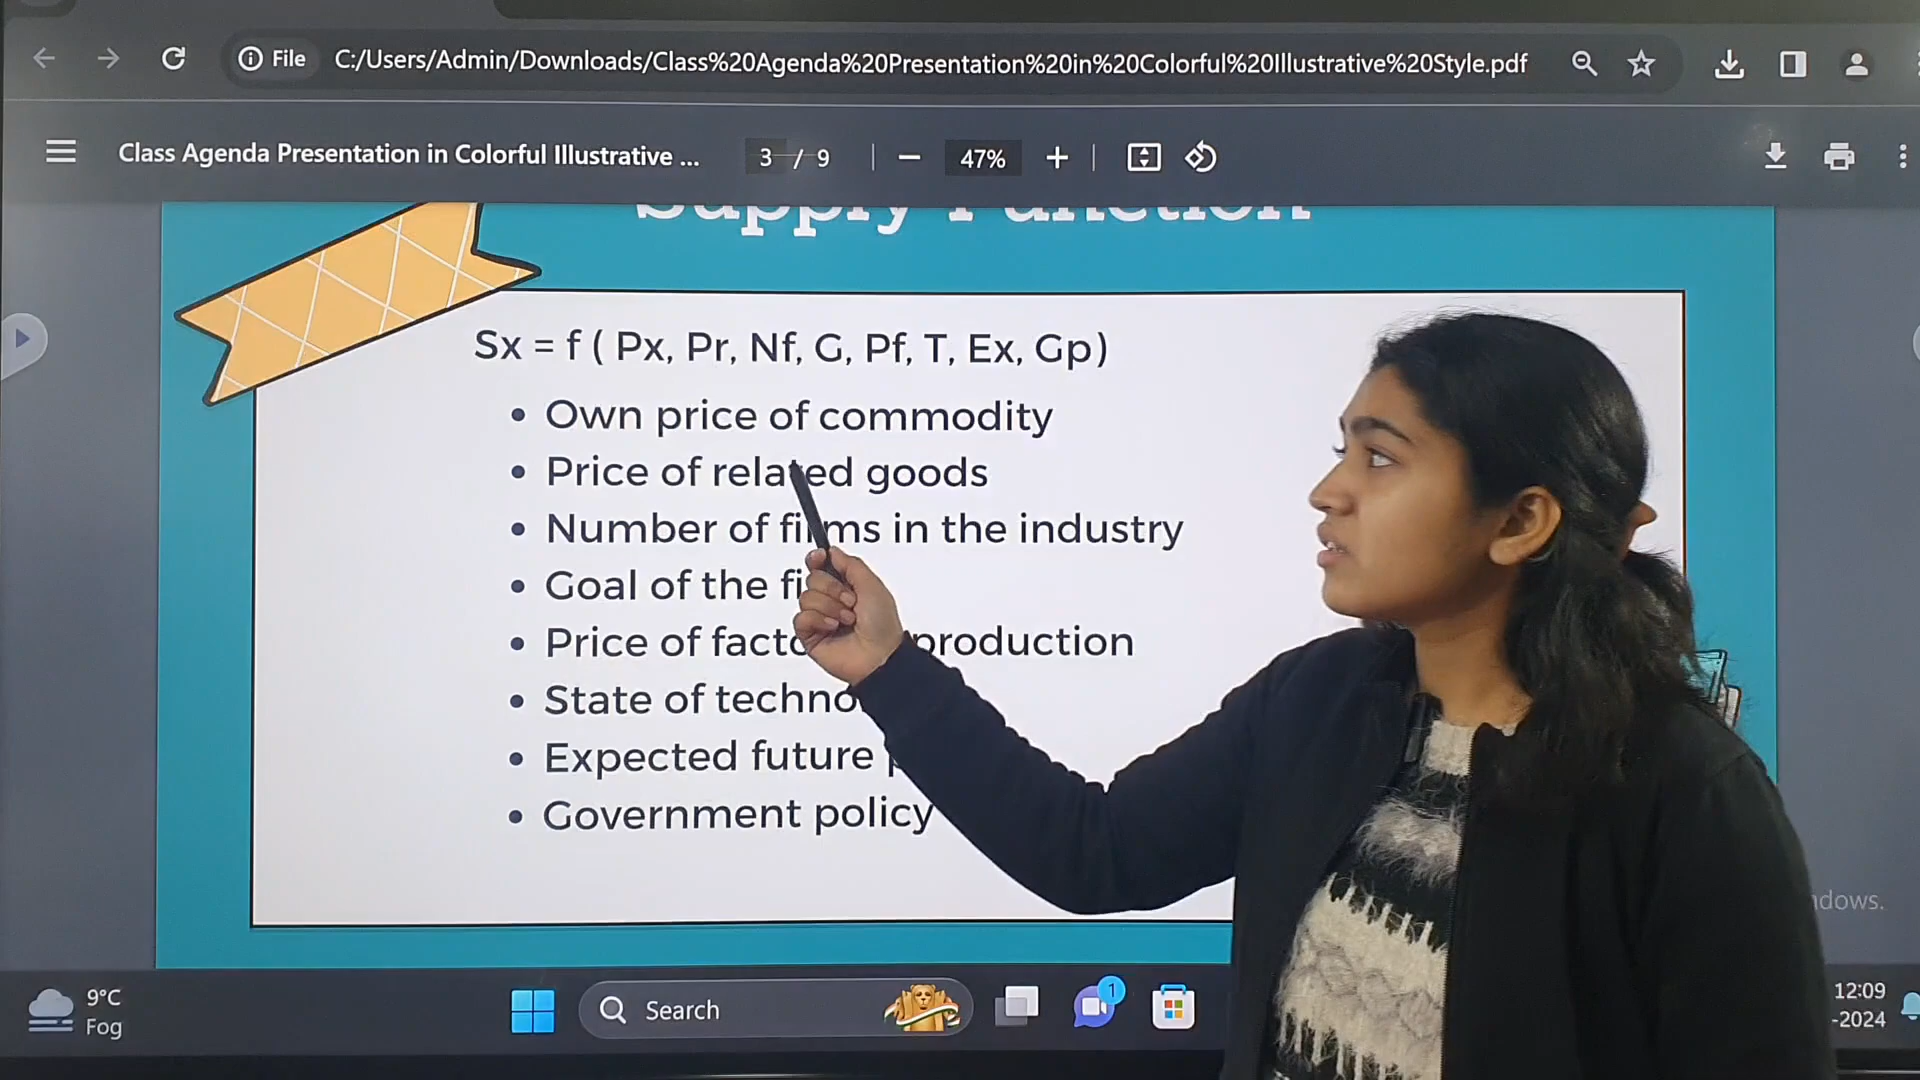 File C:/Users/Admin/Downloads/Class%20Agenda%20Presentation%20in%20Colorful%20Illustrative%20Style.pdf
Class Agenda Presentation in Colorful Illustrative ... 3 / 9 47%
Supply Function
Sx = f ( Px, Pr, Nf, G, Pf, T, Ex, Gp)
• Own price of commodity
• Price of related goods
• Number of firms in the industry
• Goal of the
• Price of production
• State of
• Expected future
• Government policy
9°C
Fog
Search
1
12:09
-2024